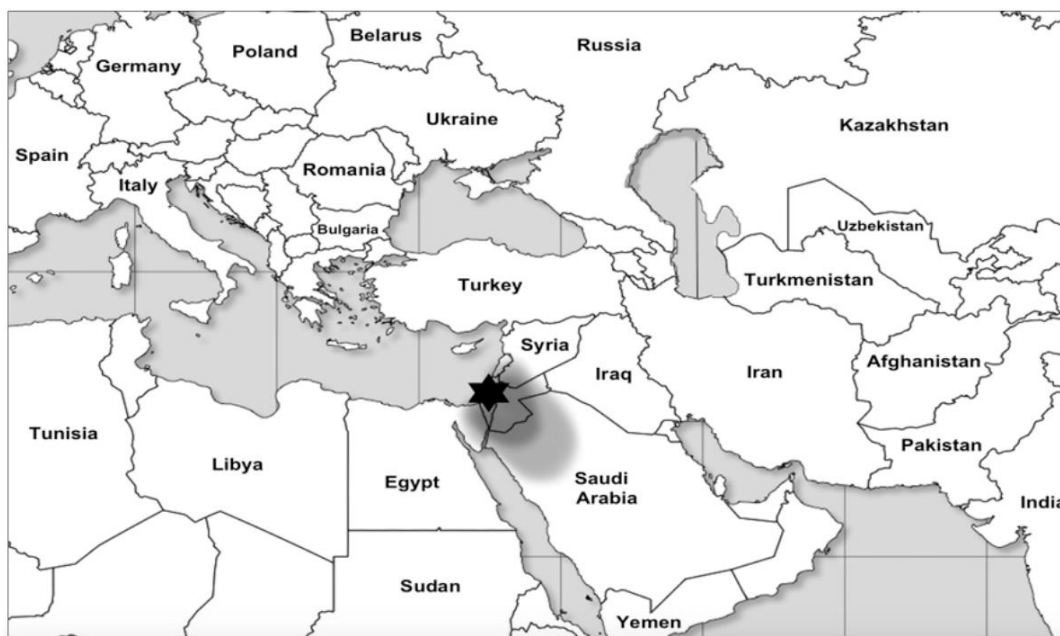 Belarus
Russia
Poland
Germany
Ukraine
Kazakhstan
Spain
Romania
Italy
Bulgaria
Uzbekistan
Turkey
Turkmenistan
Syria
Afghanistan
Iraq
Iran
Tunisia
Pakistan
Libya
Egypt
Saudi
Arabia
India
Sudan
Yemen